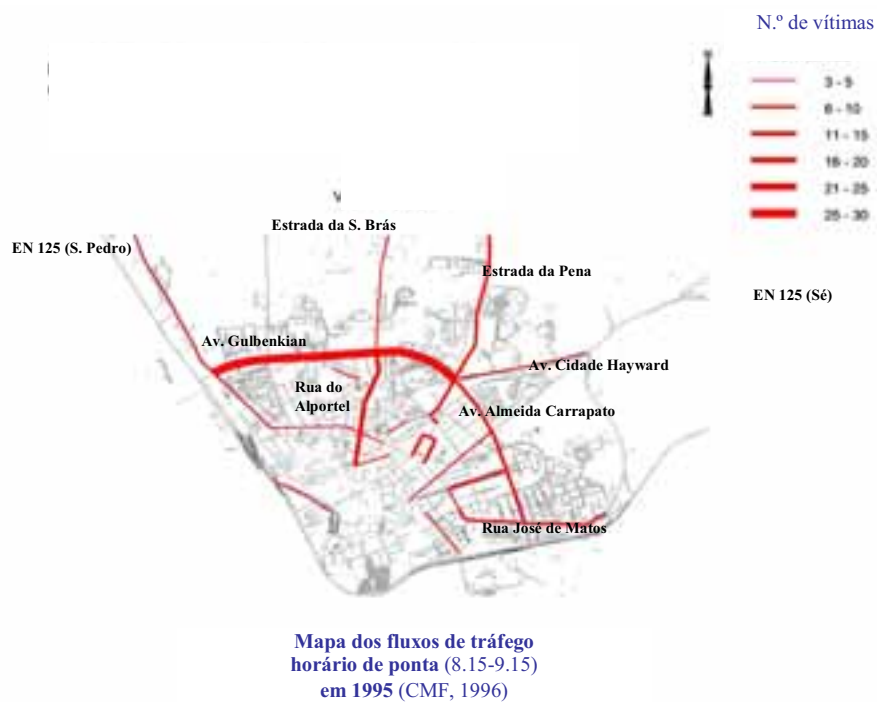 N.º de vítimas
N
3 - 5
6 - 10
11 - 15
16 - 20
21 - 25
25 - 30
Estrada da S. Brás
EN 125 (S. Pedro)
Estrada da Pena
EN 125 (Sé)
Av. Gulbenkian
Av. Cidade Hayward
Rua do
Alportel
Av. Almeida Carrapato
Rua José de Matos
Mapa dos fluxos de tráfego
horário de ponta (8.15-9.15)
em 1995 (CMF, 1996)